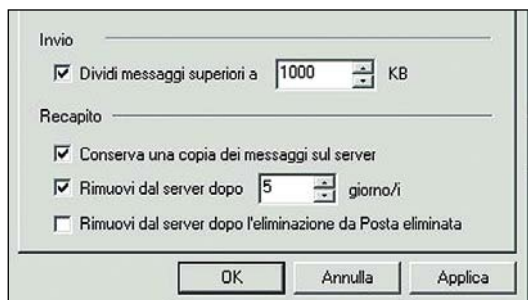 Invio
Dividi messaggi superiori a 1000 KB
Recapito
Conserva una copia dei messaggi sul server
Rimuovi dal server dopo 5 giorno/i
Rimuovi dal server dopo l'eliminazione da Posta eliminata
OK Annulla Applica